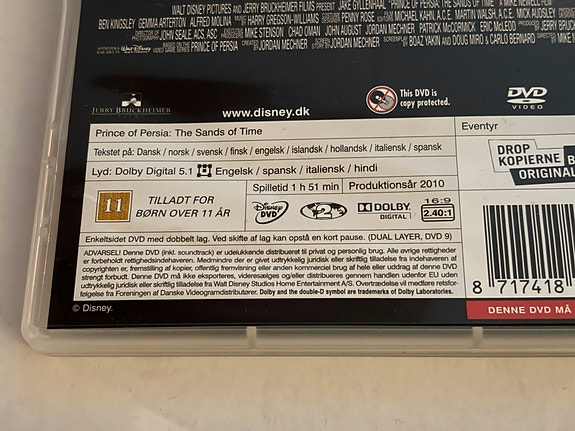 WALT DISNEY PICTURES AND JERRY BRUCKHEIMER FILMS PRESENT JAKE GYLLENHAAL "PRINCE OF PERSIA: THE SANDS OF TIME" A MIKE NEWELL FILM
BEN KINGSLEY GEMMA ARTERTON ALFRED MOLINA MUSIC BY HARRY GREGSON-WILLIAMS PENNY ROSE MICHAEL KAHN, A.C.E. MARTIN WALSH, A.C.E. MICK AUDSLEY
JOHN SEALE, ACS, ASC MIKE STENSON CHAD OMAN JOHN AUGUST JORDAN MECHNER PATRICK McCORMICK ERIC McLEOD
Walt Disney PRINCE OF PERSIA CREATED BY JORDAN MECHNER JORDAN MECHNER SCREENPLAY BY BOAZ YAKIN AND DOUG MIRO & CARLO BERNARD
JERRY BRUCKHEIMER
www.disney.dk
This DVD is
copy protected.
DVD
VIDEO
Prince of Persia: The Sands of Time
Eventyr
Tekstet på: Dansk / norsk / svensk / finsk / engelsk / islandsk / hollandsk / italiensk / spansk
Lyd: Dolby Digital 5.1 Engelsk / spansk / italiensk / hindi
DROP
KOPIERNE
ORIGINAL
11
TILLADT FOR
BØRN OVER 11 ÅR
Spilletid 1 h 51 min
Produktionsår 2010
Disney
DVD
2
DOLBY
DIGITAL
16:9
2.40:1
Enkeltsidet DVD med dobbelt lag. Ved skifte af lag kan opstå en kort pause. (DUAL LAYER, DVD 9)
ADVARSEL! Denne DVD (inkl. soundtrack) er udelukkende distribueret til privat og personlig brug. Alle øvrige rettigheder
er forbeholdt rettighedsindehaveren. Medmindre der er givet udtrykkelig juridisk eller skriftlig tilladelse fra indehaveren af
copyrighten er, fremstilling af kopier, offentlig fremvisning eller anden kommerciel brug af hele eller uddrag af denne DVD
strengt forbudt. Denne DVD må ikke eksporteres, videresælges og/eller distribueres gennem handel udenfor EU uden
udtrykkelig juridisk eller skriftlig tilladelse fra Walt Disney Studios Home Entertainment A/S. Overtrædelse vil medføre retsfor-
følgelse fra Foreningen af Danske Videogramdistributører. Dolby and the double-D symbol are trademarks of Dolby Laboratories.
8 717418
© Disney.
DENNE DVD MÅ